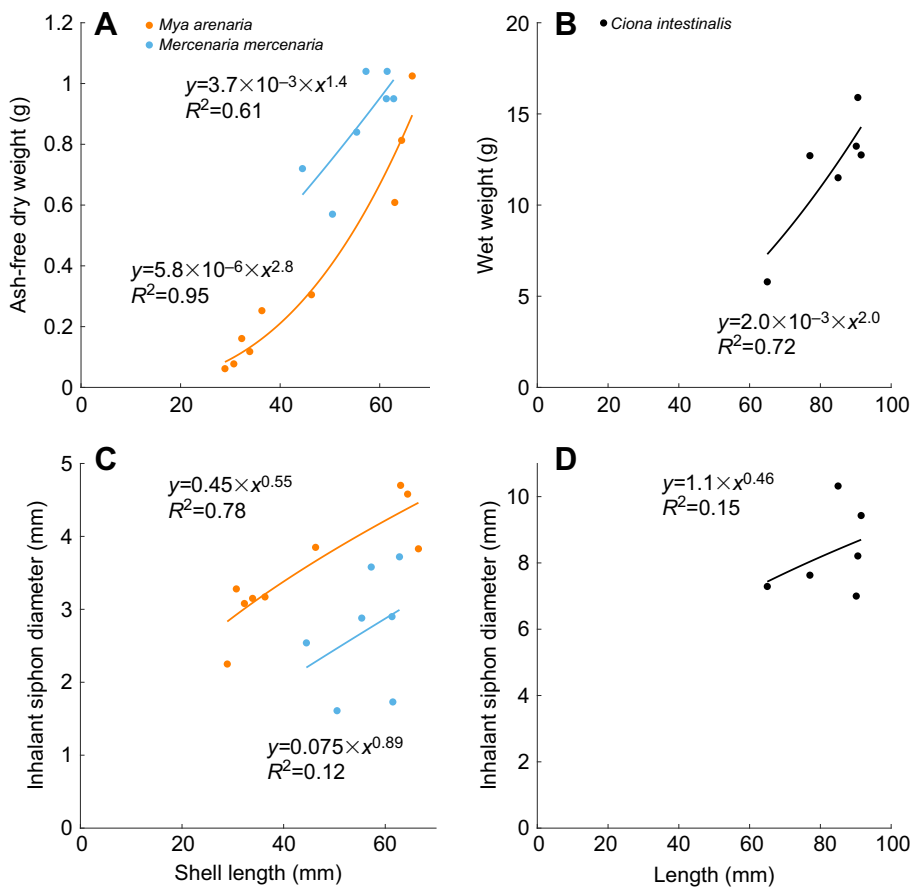 A
Mya arenaria
Mercenaria mercenaria
y=3.7×10⁻³×x^1.4
R²=0.61
y=5.8×10⁻⁶×x^2.8
R²=0.95
Ash-free dry weight (g)
1.2
1
0.8
0.6
0.4
0.2
0
0 20 40 60
B
Ciona intestinalis
y=2.0×10⁻³×x^2.0
R²=0.72
Wet weight (g)
20
15
10
5
0
0 20 40 60 80 100
C
y=0.45×x^0.55
R²=0.78
y=0.075×x^0.89
R²=0.12
Inhalant siphon diameter (mm)
5
4
3
2
1
0
0 20 40 60
Shell length (mm)
D
y=1.1×x^0.46
R²=0.15
Inhalant siphon diameter (mm)
10
8
6
4
2
0
0 20 40 60 80 100
Length (mm)